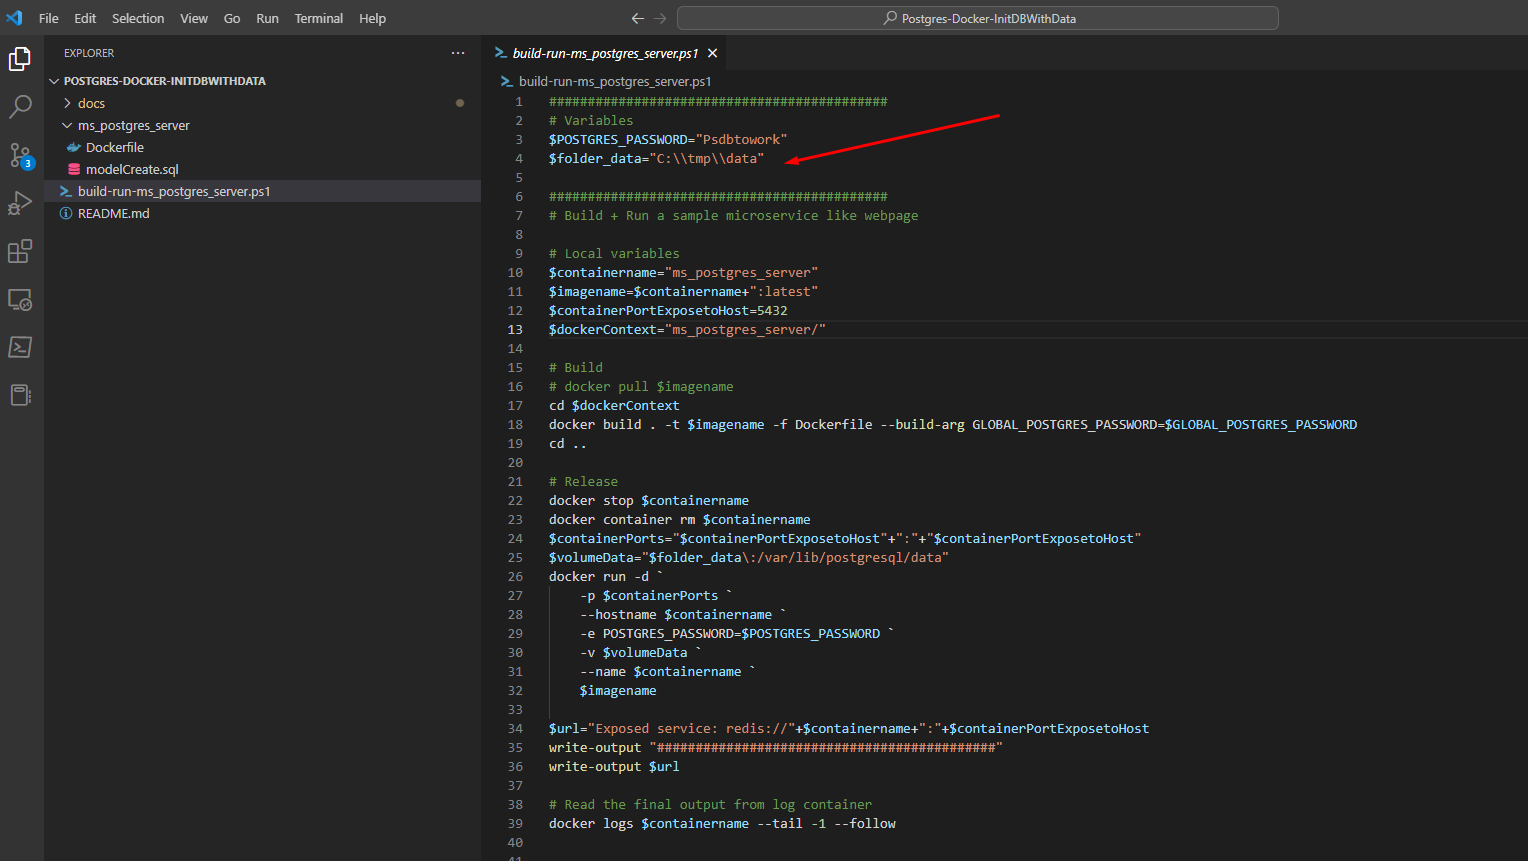 File Edit Selection View Go Run Terminal Help
Postgres-Docker-InitDBWithData
EXPLORER
POSTGRES-DOCKER-INITDBWITHDATA
docs
ms_postgres_server
Dockerfile
modelCreate.sql
build-run-ms_postgres_server.ps1
README.md
3
build-run-ms_postgres_server.ps1
build-run-ms_postgres_server.ps1
1 ############################################
2 # Variables
3 $POSTGRES_PASSWORD="Psdbtowork"
4 $folder_data="C:\\tmp\\data"
5
6 ############################################
7 # Build + Run a sample microservice like webpage
8
9 # Local variables
10 $containername="ms_postgres_server"
11 $imagename=$containername+":latest"
12 $containerPortExposetoHost=5432
13 $dockerContext="ms_postgres_server/"
14
15 # Build
16 # docker pull $imagename
17 cd $dockerContext
18 docker build . -t $imagename -f Dockerfile --build-arg GLOBAL_POSTGRES_PASSWORD=$GLOBAL_POSTGRES_PASSWORD
19 cd ..
20
21 # Release
22 docker stop $containername
23 docker container rm $containername
24 $containerPorts="$containerPortExposetoHost"+":"+"$containerPortExposetoHost"
25 $volumeData="$folder_data\:/var/lib/postgresql/data"
26 docker run -d `
27 -p $containerPorts `
28 --hostname $containername `
29 -e POSTGRES_PASSWORD=$POSTGRES_PASSWORD `
30 -v $volumeData `
31 --name $containername `
32 $imagename
33
34 $url="Exposed service: redis://"+$containername+":"+$containerPortExposetoHost
35 write-output "############################################"
36 write-output $url
37
38 # Read the final output from log container
39 docker logs $containername --tail -1 --follow
40
41